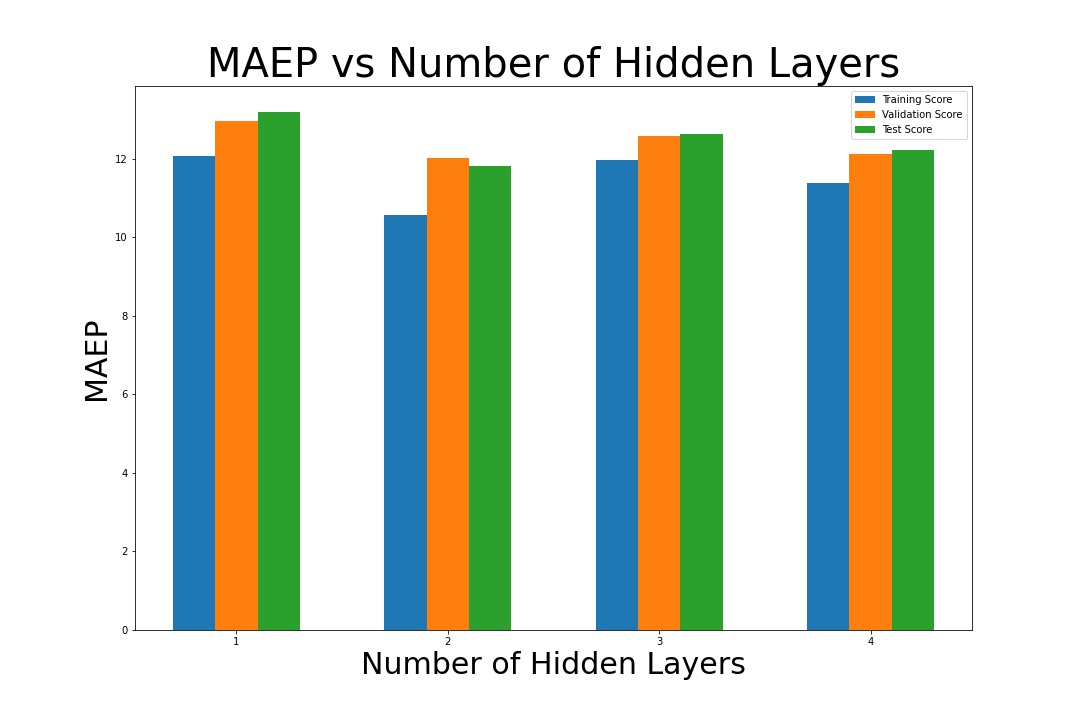 MAEP vs Number of Hidden Layers
Training Score
Validation Score
Test Score
12
10
8
6
4
2
0
MAEP
1 2 3 4
Number of Hidden Layers